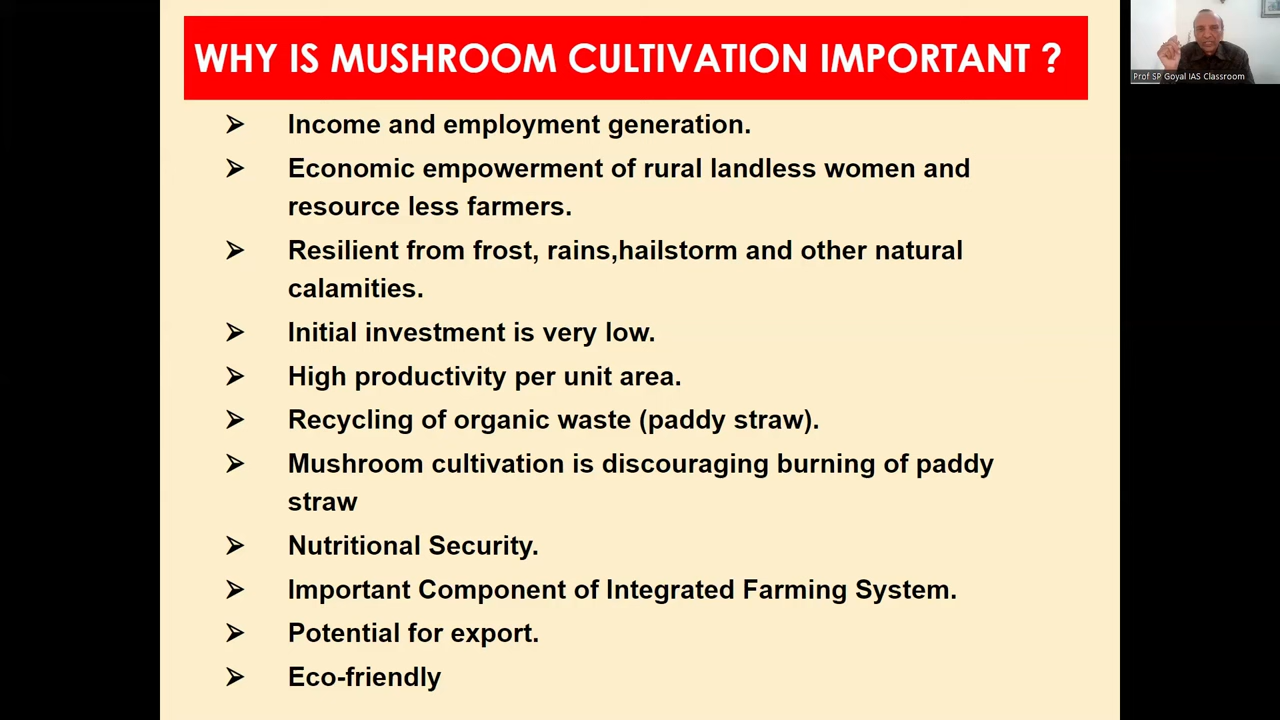 WHY IS MUSHROOM CULTIVATION IMPORTANT ?
Prof SP Goyal IAS Classroom
➢ Income and employment generation.
➢ Economic empowerment of rural landless women and
resource less farmers.
➢ Resilient from frost, rains,hailstorm and other natural
calamities.
➢ Initial investment is very low.
➢ High productivity per unit area.
➢ Recycling of organic waste (paddy straw).
➢ Mushroom cultivation is discouraging burning of paddy
straw
➢ Nutritional Security.
➢ Important Component of Integrated Farming System.
➢ Potential for export.
➢ Eco-friendly